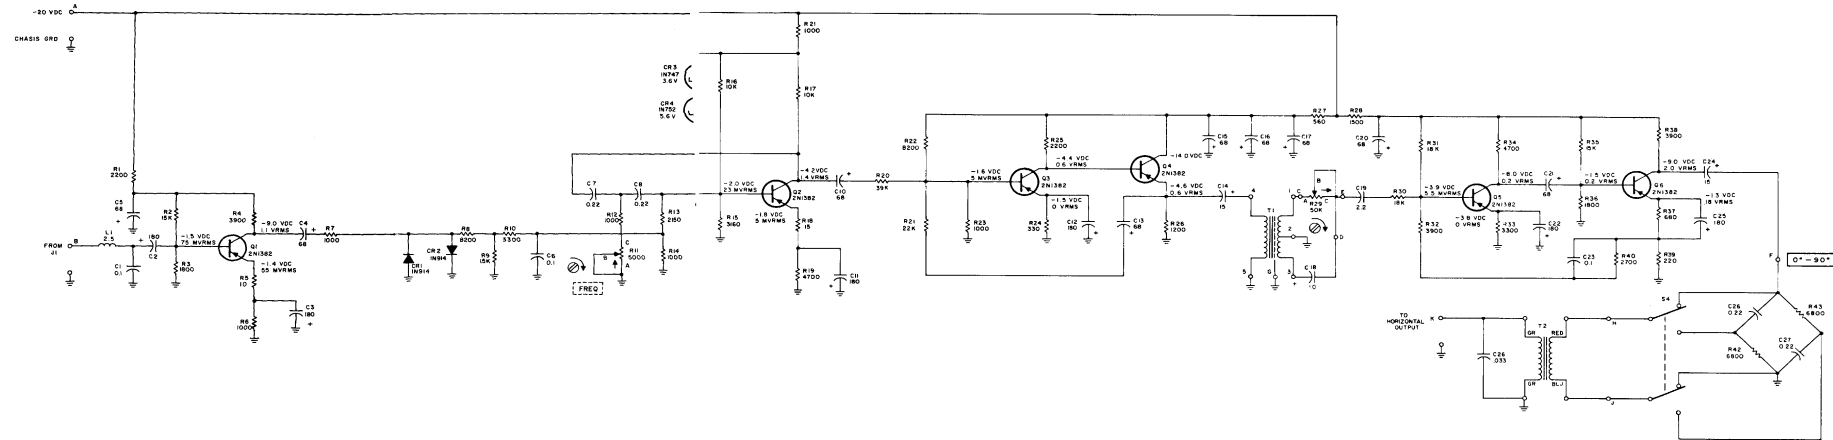 -20 VDC
A
CHASIS GRD
R1
2200
C5
68
+
R2
15K
R4
3900
-9.0 VDC
1.1 VRMS
C4
68
+
R7
1000
FROM
J1
B
L1
2.5
C1
0.1
+
180
C2
-1.5 VDC
75 MVRMS
R3
1800
Q1
2N1382
-1.4 VDC
55 MVRMS
R5
10
R6
1000
C3
180
+
R8
8200
R10
3300
CR1
1N914
CR2
1N914
R9
15K
C6
0.1
C7
0.22
C8
0.22
R12
1000
R13
2150
C
R11
5000
B
A
R14
1000
FREQ
CR3
1N747
3.6 V
L
CR4
1N752
5.6 V
L
R21
1000
R16
10K
R17
10K
-2.0 VDC
23 MVRMS
R15
3160
-4.2VDC
1.4 VRMS
Q2
2N1382
-1.8 VDC
5 MVRMS
R18
15
R19
4700
C11
180
+
C10
68
+
R20
39K
R22
8200
R21
22K
-1.6 VDC
5 MVRMS
R23
1000
R25
2200
-4.4 VDC
0.6 VRMS
Q3
2N1382
-1.5 VDC
0 VRMS
R24
330
C12
180
+
-14.0 VDC
Q4
2N1382
-4.6 VDC
0.6 VRMS
C13
68
+
R26
1200
C14
15
+
C15
68
+
C16
68
+
C17
68
+
R27
560
R28
1500
C20
68
+
4
T1
1
2
3
5
6
C
A
B
C
R29
50K
E
D
C18
10
+
C19
2.2
R30
18K
R31
18K
R32
3900
-3.9 VDC
5.5 MVRMS
R34
4700
-8.0 VDC
0.2 VRMS
Q5
2N1382
-3.8 VDC
0 VRMS
R33
3300
C22
180
+
C21
68
+
R35
15K
-1.5 VDC
0.2 VRMS
R36
1800
R38
3900
-9.0 VDC
2.0 VRMS
C24
15
+
Q6
2N1382
-1.3 VDC
18 VRMS
R37
680
C25
180
+
C23
0.1
R40
2700
R39
220
F
0° - 90°
TO
HORIZONTAL
OUTPUT
K
C26
.033
GR
T2
RED
GR
BLJ
H
J
S4
C26
0.22
R43
6800
R42
6800
C27
0.22